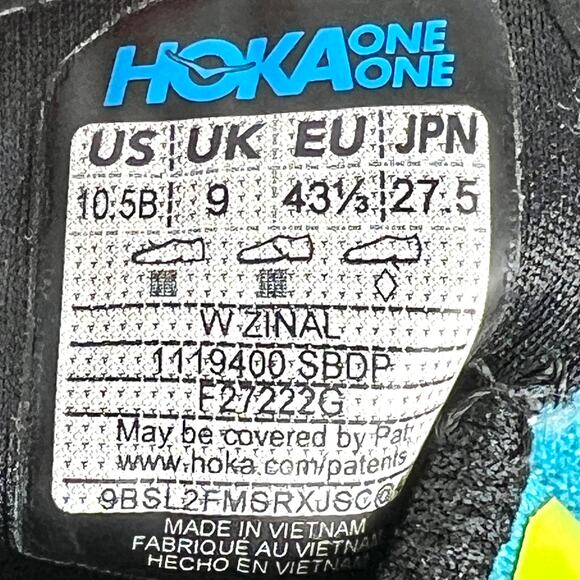 HOKA ONE ONE
US UK EU JPN
10.5B 9 43⅓ 27.5
W ZINAL
1119400 SBDP
F27222G
May be covered by Pat.
www.hoka.com/patents
9BSL2FMSRXJSC@
MADE IN VIETNAM
FABRIQUÉ AU VIETNAM
HECHO EN VIETNAM